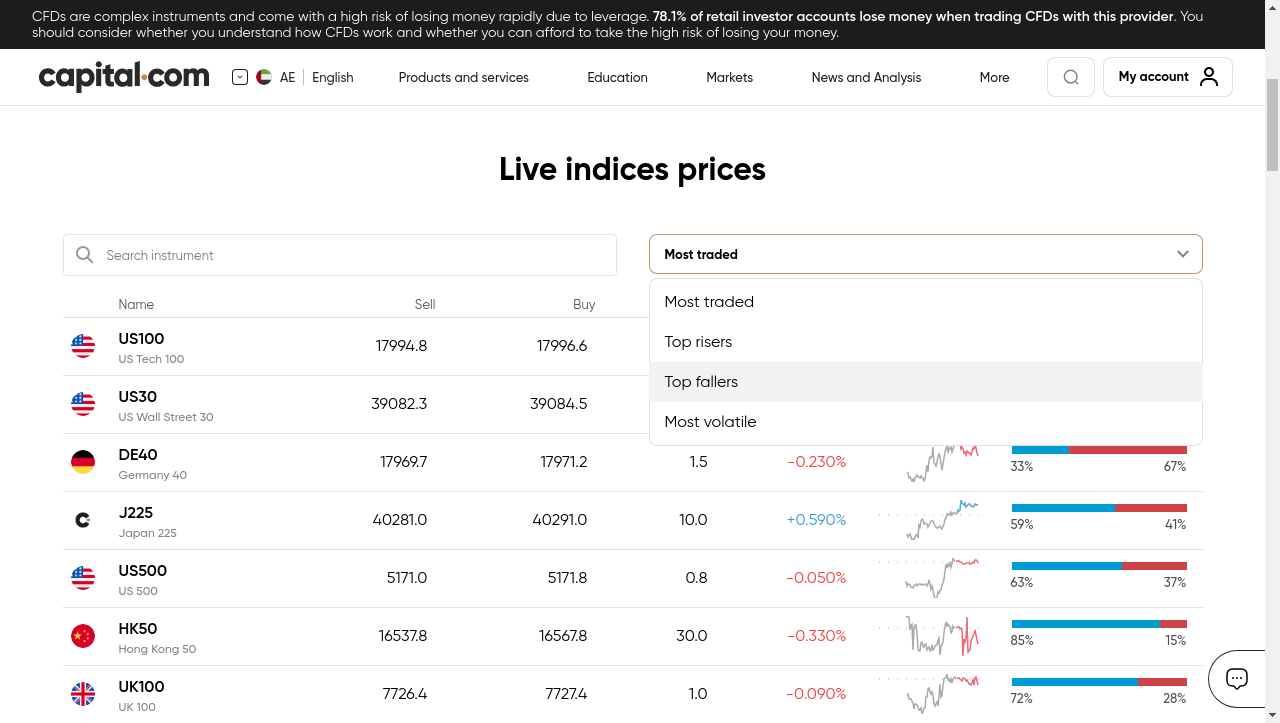 CFDs are complex instruments and come with a high risk of losing money rapidly due to leverage. 78.1% of retail investor accounts lose money when trading CFDs with this provider. You
should consider whether you understand how CFDs work and whether you can afford to take the high risk of losing your money.
capital.com
AE
English
Products and services
Education
Markets
News and Analysis
More
My account
Live indices prices
Search instrument
Most traded
Name
Sell
Buy
Most traded
Top risers
Top fallers
Most volatile
US100
US Tech 100
17994.8
17996.6
US30
US Wall Street 30
39082.3
39084.5
DE40
Germany 40
17969.7
17971.2
1.5
-0.230%
33%
67%
J225
Japan 225
40281.0
40291.0
10.0
+0.590%
59%
41%
US500
US 500
5171.0
5171.8
0.8
-0.050%
63%
37%
HK50
Hong Kong 50
16537.8
16567.8
30.0
-0.330%
85%
15%
UK100
UK 100
7726.4
7727.4
1.0
-0.090%
72%
28%